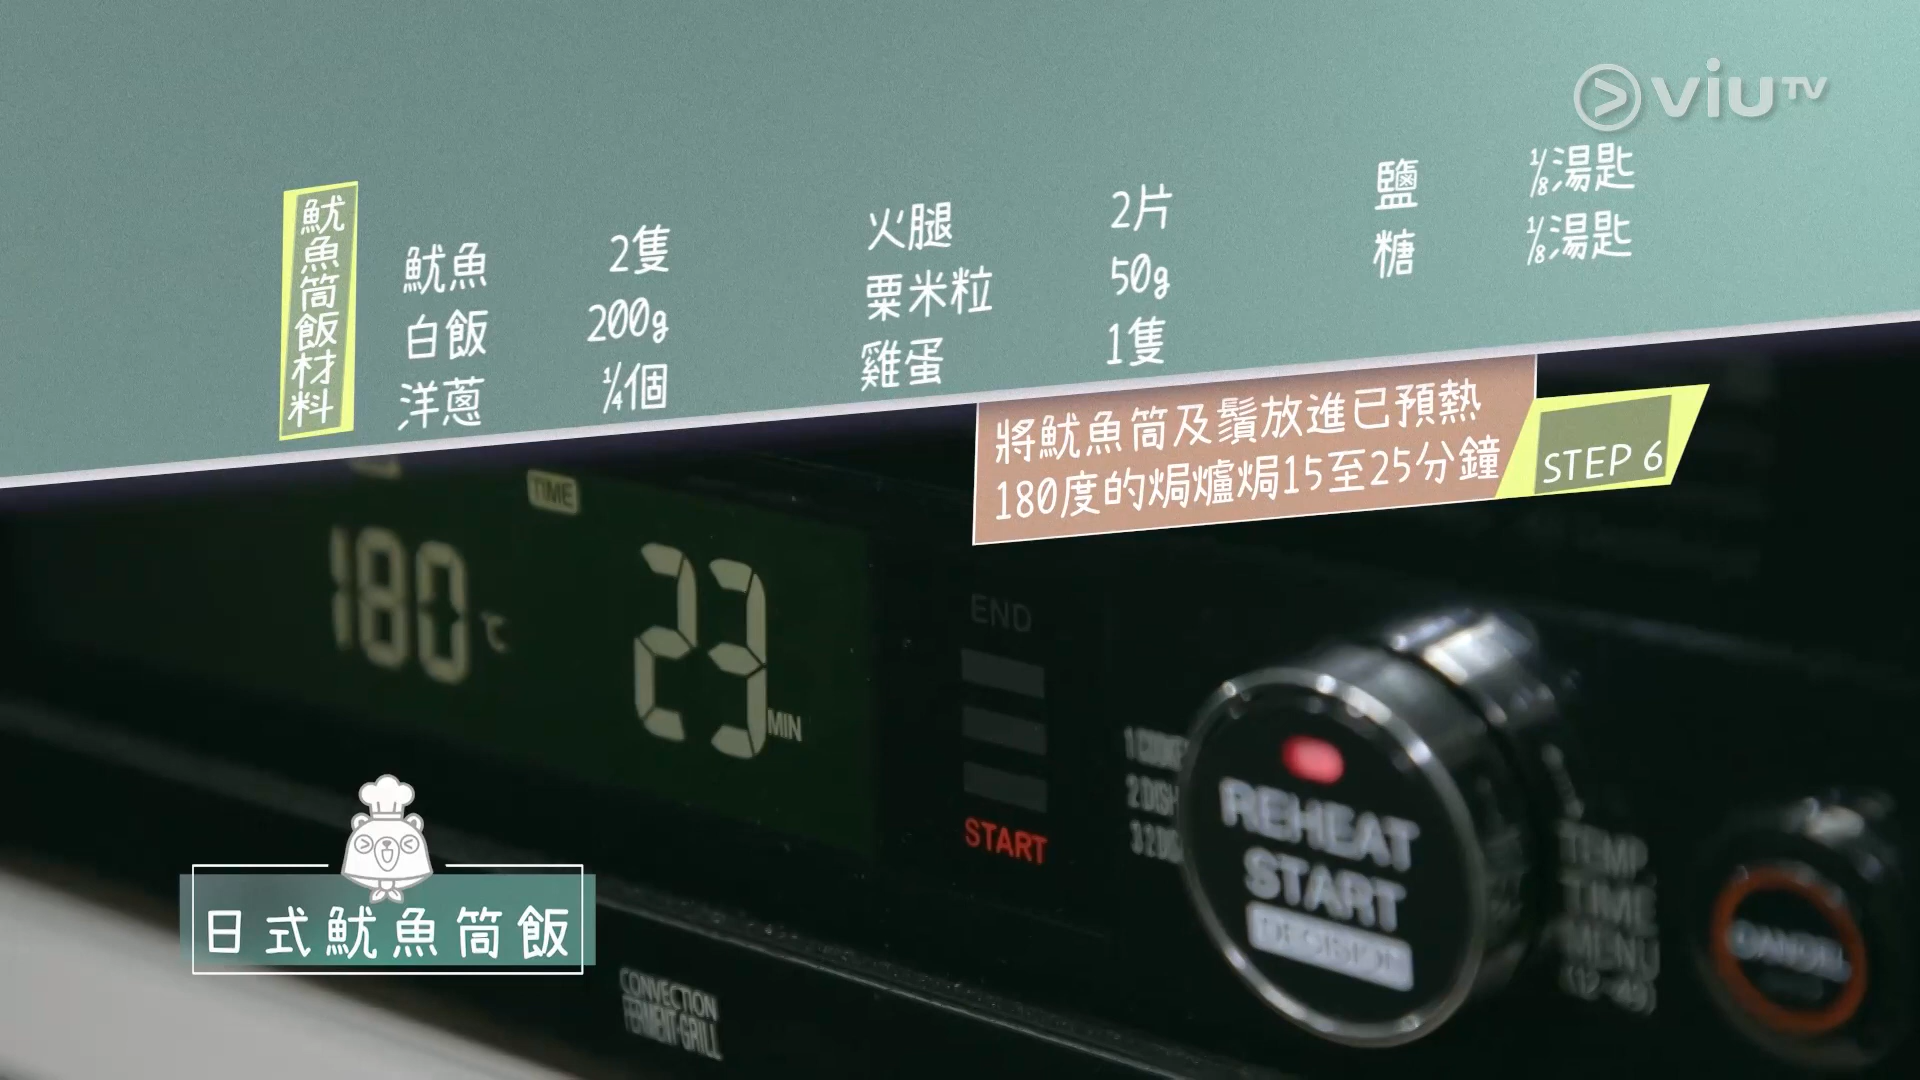 viuTV
魷魚筒飯材料
魷魚 2隻
白飯 200g
洋蔥 ¼個
火腿 2片
粟米粒 50g
雞蛋 1隻
鹽 ⅛湯匙
糖 ⅛湯匙
將魷魚筒及鬚放進已預熱
180度的焗爐焗15至25分鐘
STEP 6
TIME
180℃
23 MIN
END
START
REHEAT
START
DECISION
TEMP
TIME
MENU
CANCEL
CONVECTION
FERMENT·GRILL
日式魷魚筒飯